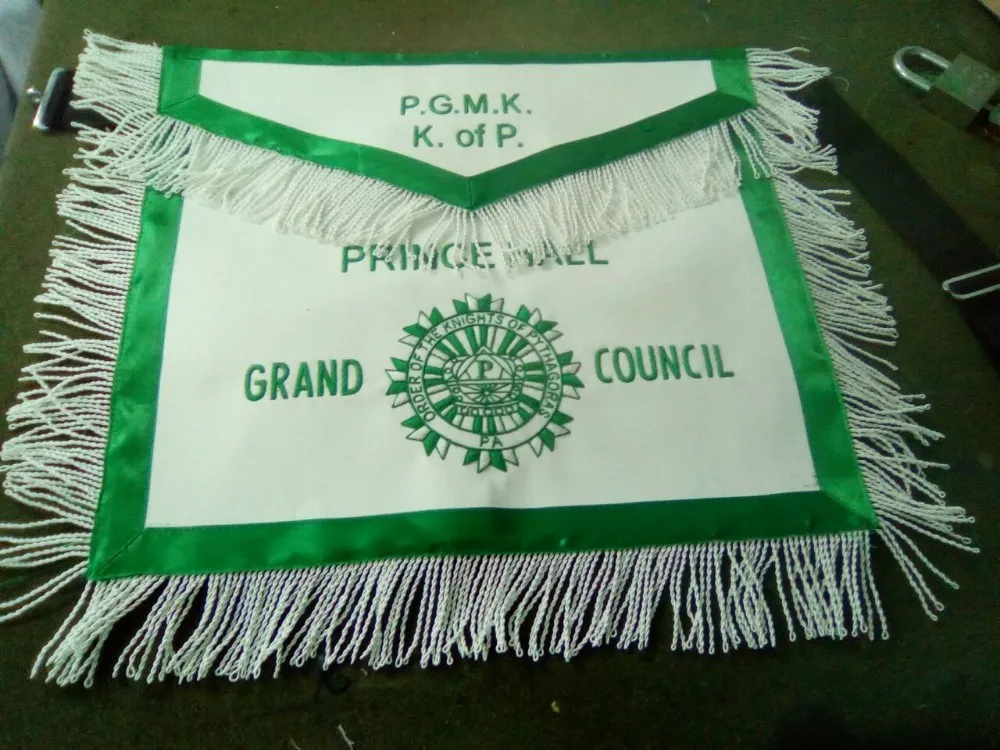 P.G.M.K.
K. of P.
PRINCE HALL
GRAND
COUNCIL
ORDER OF THE KNIGHTS OF PYTHAGORAS
P
PA